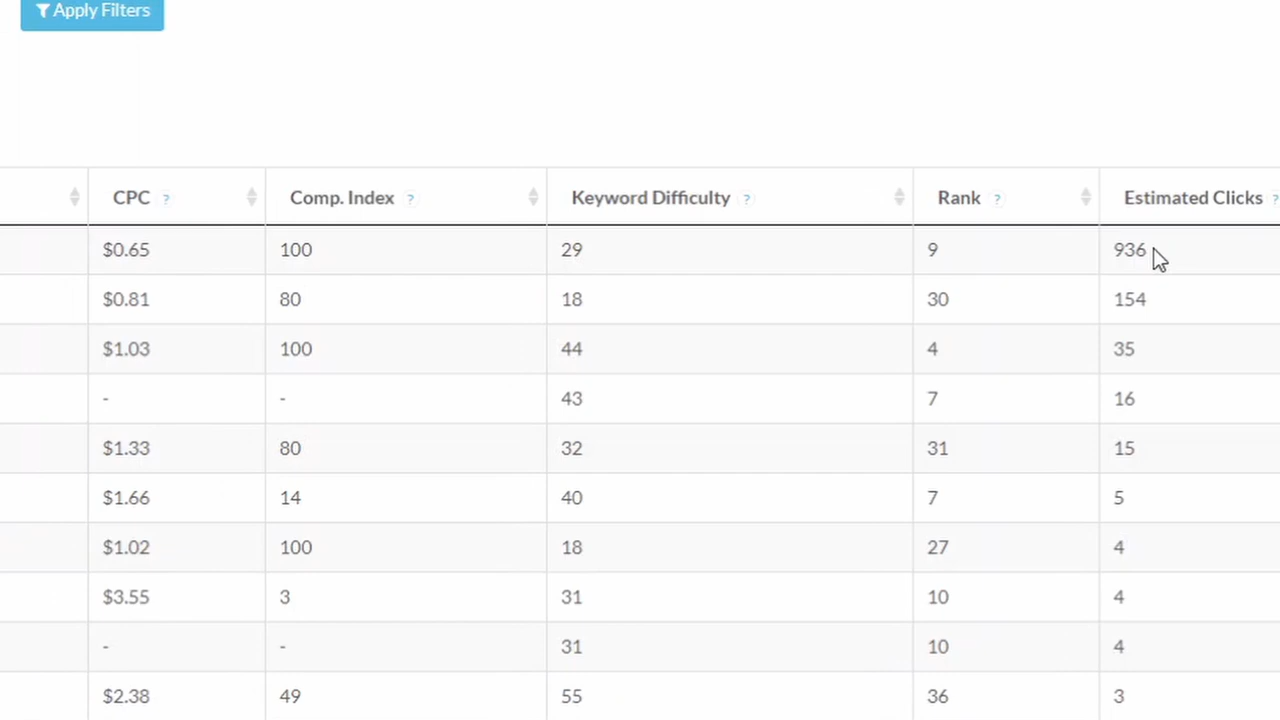 Apply Filters
CPC ? Comp. Index ? Keyword Difficulty ? Rank ? Estimated Clicks ?
$0.65 100 29 9 936
$0.81 80 18 30 154
$1.03 100 44 4 35
- - 43 7 16
$1.33 80 32 31 15
$1.66 14 40 7 5
$1.02 100 18 27 4
$3.55 3 31 10 4
- - 31 10 4
$2.38 49 55 36 3